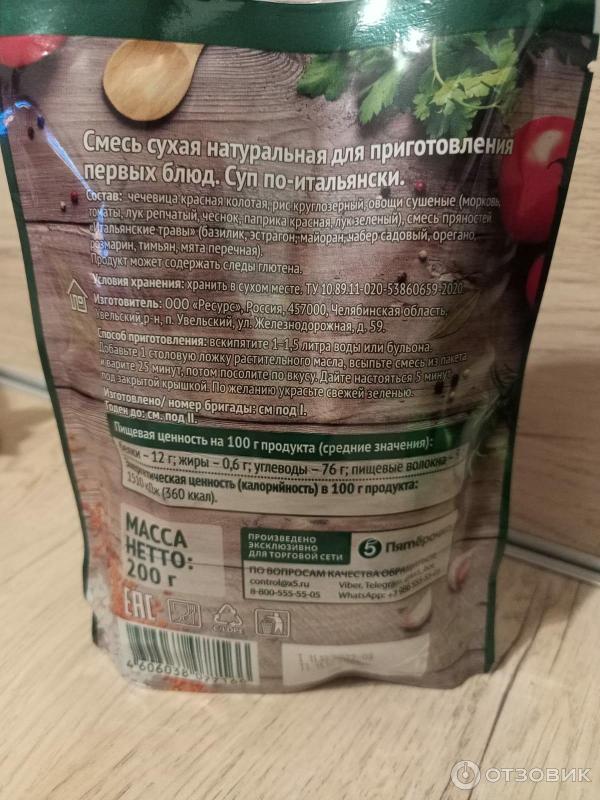 Смесь сухая натуральная для приготовления
первых блюд. Суп по-итальянски.
Состав: чечевица красная колотая, рис круглозерный, овощи сушеные (морковь,
томаты, лук репчатый, чеснок, паприка красная, лук зеленый), смесь пряностей
«Итальянские травы» (базилик, эстрагон, майоран, чабер садовый, орегано,
розмарин, тимьян, мята перечная).
Продукт может содержать следы глютена.
Условия хранения: хранить в сухом месте. ТУ 10.89.11-020-53860659-2020
Изготовитель: ООО «Ресурс», Россия, 457000, Челябинская область,
Увельский р-н, п. Увельский, ул. Железнодорожная, д. 59.
Способ приготовления: вскипятите 1–1,5 литра воды или бульона.
Добавьте 1 столовую ложку растительного масла, высыпьте смесь из пакета
и варите 25 минут, потом посолите по вкусу. Дайте настояться 5 минут
под закрытой крышкой. По желанию украсьте свежей зеленью.
Изготовлено/ номер бригады: см под I.
Годен до: см. под II.
Пищевая ценность на 100 г продукта (средние значения):
Белки – 12 г; жиры – 0,6 г; углеводы – 76 г; пищевые волокна –
Энергетическая ценность (калорийность) в 100 г продукта:
1510 кДж (360 ккал).
МАССА
НЕТТО:
200 г
ПРОИЗВЕДЕНО
ЭКСКЛЮЗИВНО
ДЛЯ ТОРГОВОЙ СЕТИ
5 Пятёрочка
ПО ВОПРОСАМ КАЧЕСТВА
control@x5.ru
8-800-555-55-05
Viber, Telegram,
WhatsApp:
EAC
C/LDPE
4 606038
ОТЗОВИК